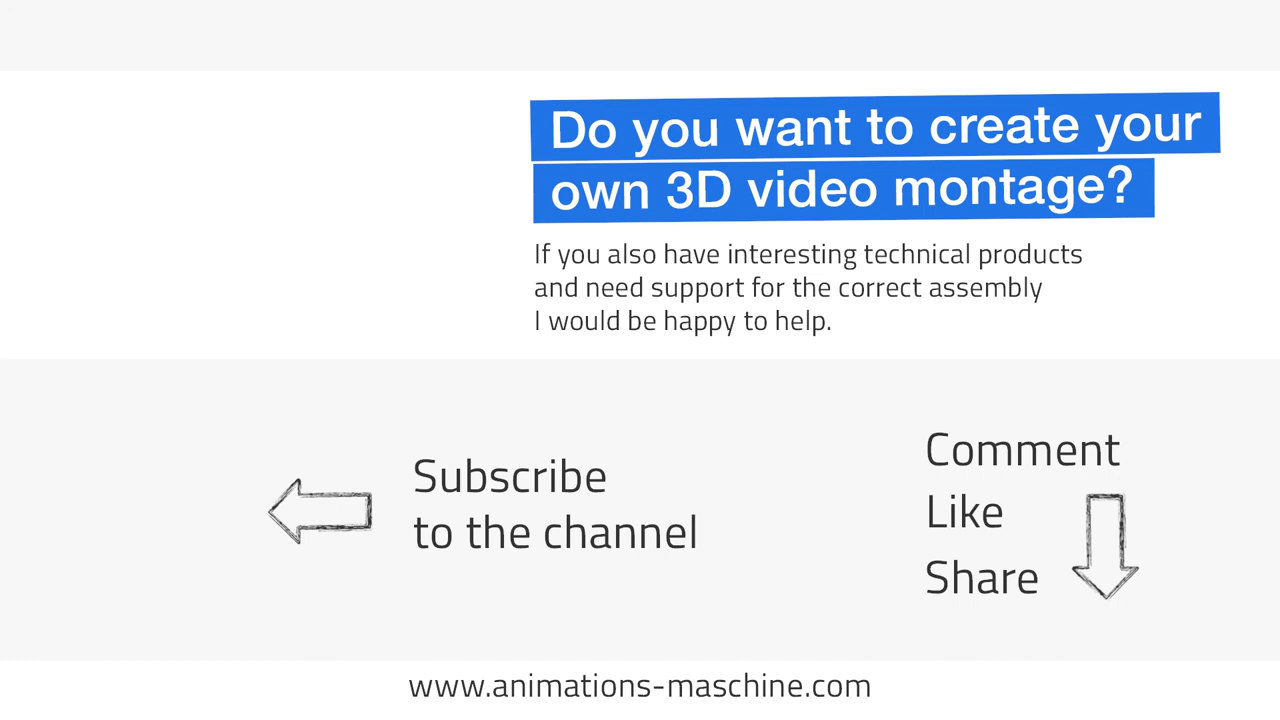 Do you want to create your
own 3D video montage?
If you also have interesting technical products
and need support for the correct assembly
I would be happy to help.
Subscribe
to the channel
Comment
Like
Share
www.animations-maschine.com